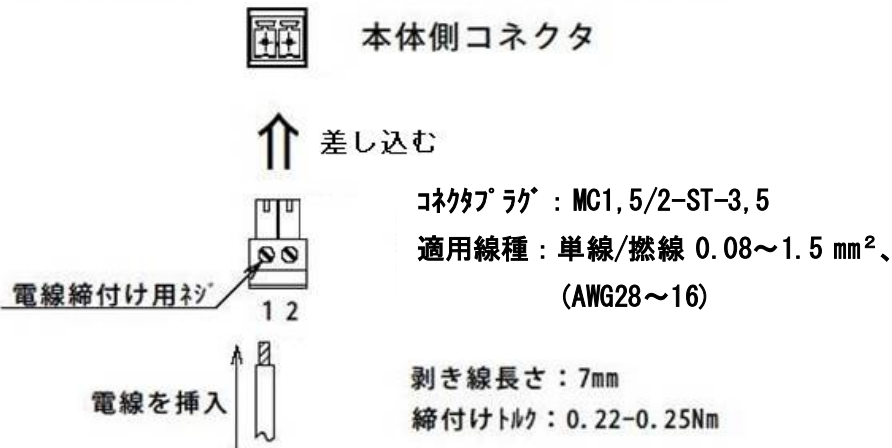 本体側コネクタ
差し込む
ｺﾈｸﾀﾌﾟﾗｸﾞ：MC1,5/2-ST-3,5
適用線種：単線/撚線 0.08～1.5 mm²、
(AWG28～16)
電線締付け用ﾈｼﾞ
1 2
電線を挿入
剥き線長さ：7mm
締付けﾄﾙｸ：0.22-0.25Nm